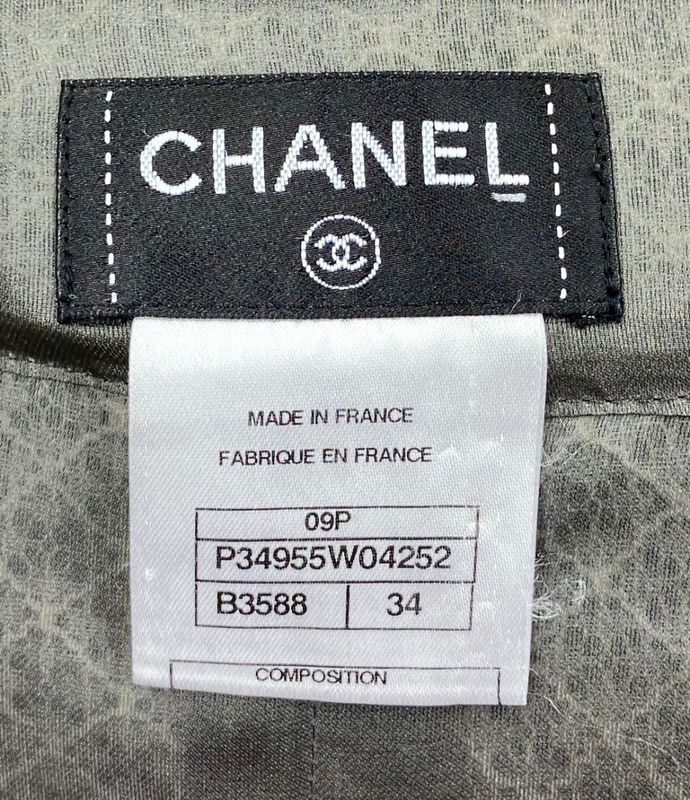 CHANEL
MADE IN FRANCE
FABRIQUE EN FRANCE
09P
P34955W04252
B3588 34
COMPOSITION